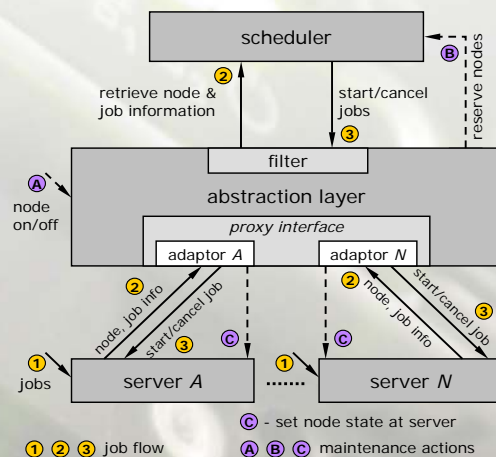 scheduler
B
2
retrieve node &
job information
start/cancel
jobs
3
reserve nodes
filter
A
node
on/off
abstraction layer
proxy interface
adaptor A
adaptor N
2
node, job info
start/cancel job
3
C
2
start/cancel job
node, job info
3
C
1
jobs
server A
........
1
server N
C - set node state at server
1 2 3 job flow
A B C maintenance actions